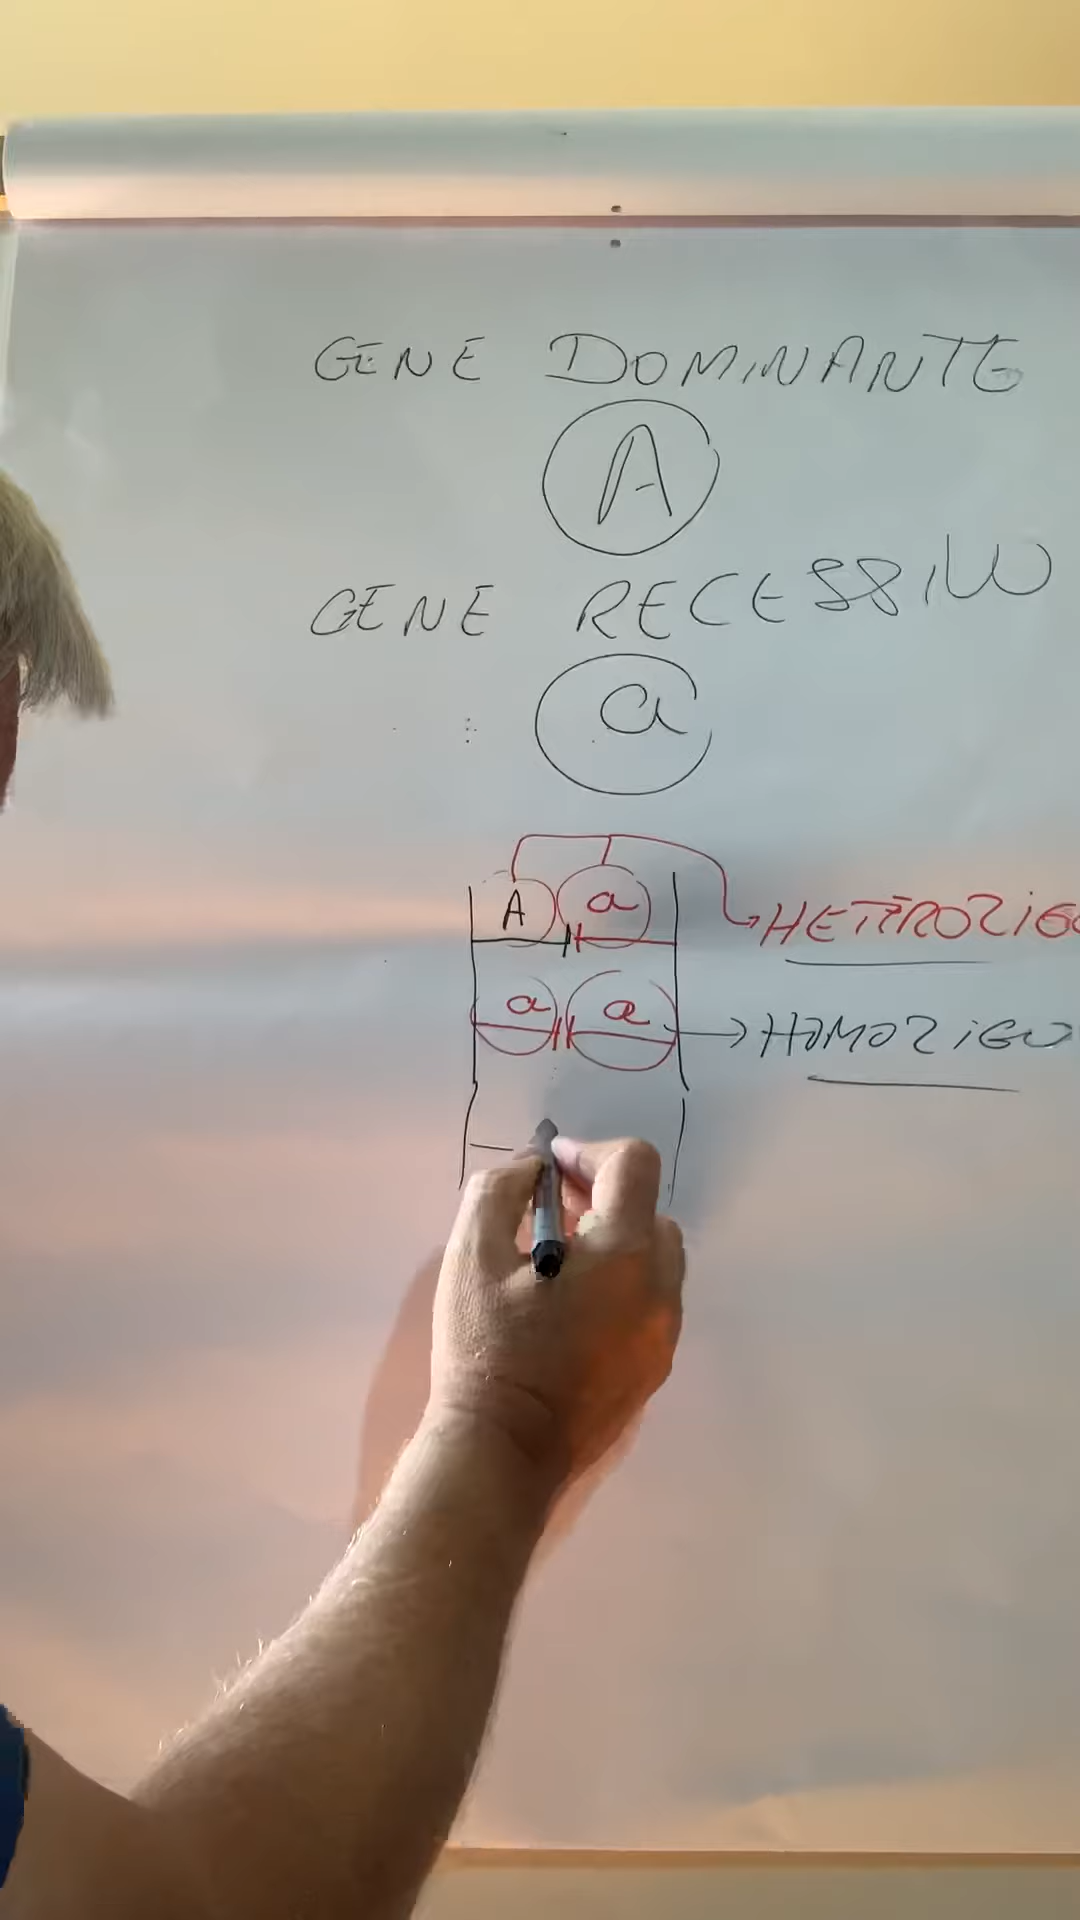 GENE DOMINANTE
A
GENE RECESSIVO
a
A a HETEROZIGO
a a HOMOZIGO